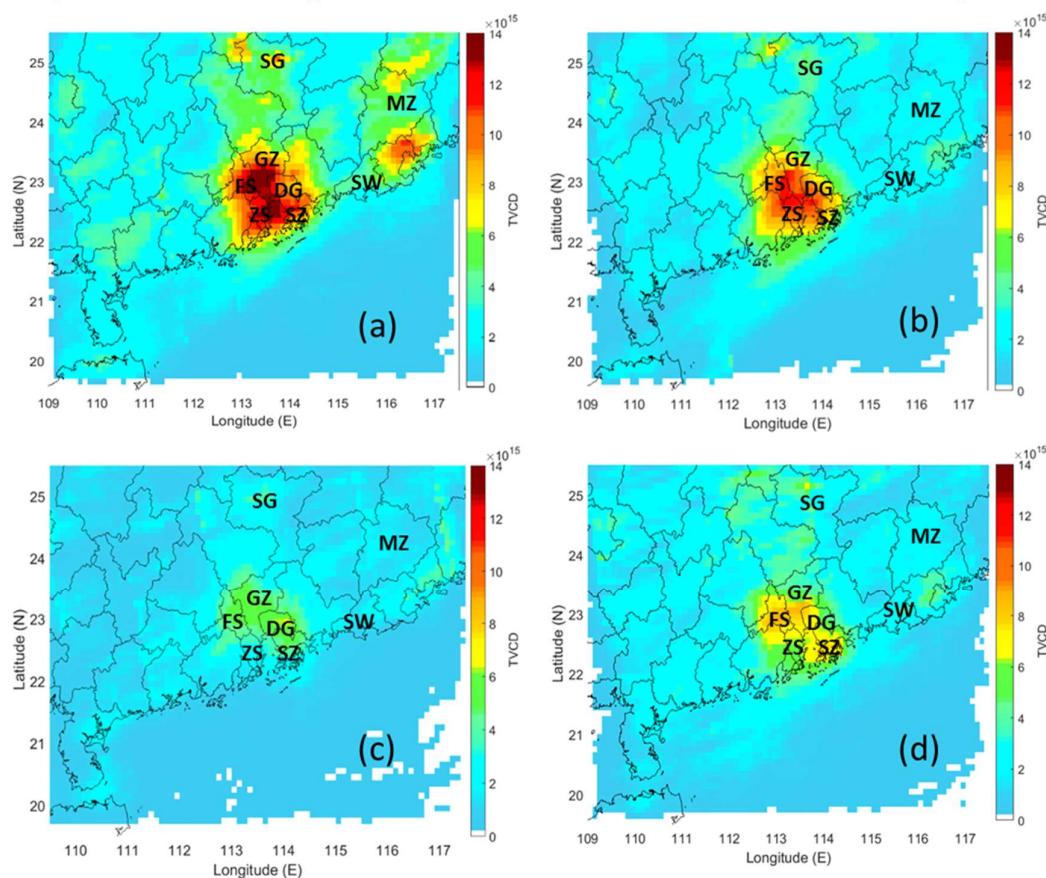 ×10^15
×10^15
14
12
10
8
6
4
2
0
TVCD
14
12
10
8
6
4
2
0
TVCD
25
24
23
22
21
20
Latitude (N)
SG
MZ
GZ
FS
DG
SW
ZS
SZ
(a)
109 110 111 112 113 114 115 116 117
Longitude (E)
25
24
23
22
21
20
Latitude (N)
SG
MZ
GZ
FS
DG
SW
ZS
SZ
(b)
109 110 111 112 113 114 115 116 117
Longitude (E)
×10^15
×10^15
14
12
10
8
6
4
2
0
TVCD
14
12
10
8
6
4
2
0
TVCD
25
24
23
22
21
20
Latitude (N)
SG
MZ
GZ
FS
DG
SW
ZS
SZ
(c)
110 111 112 113 114 115 116 117
Longitude (E)
25
24
23
22
21
20
Latitude (N)
SG
MZ
GZ
FS
DG
SW
ZS
SZ
(d)
109 110 111 112 113 114 115 116 117
Longitude (E)